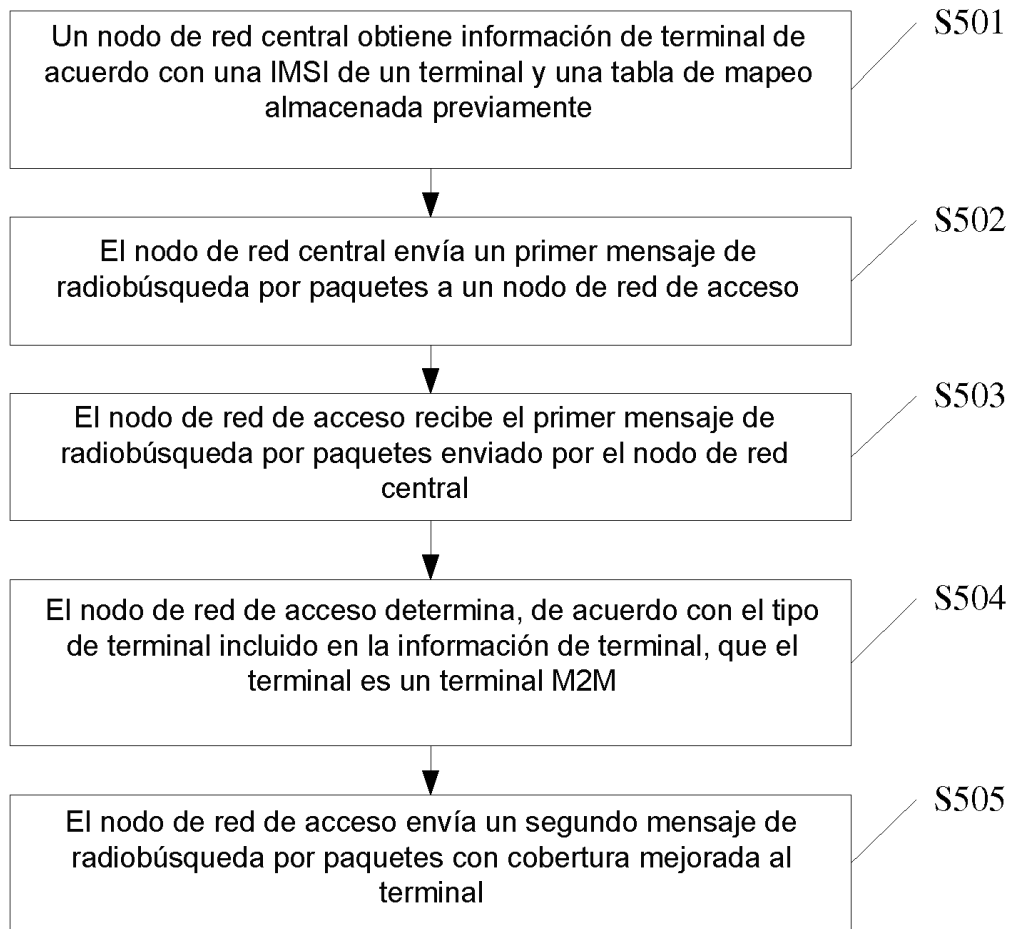 Un nodo de red central obtiene información de terminal de
acuerdo con una IMSI de un terminal y una tabla de mapeo
almacenada previamente
S501
El nodo de red central envía un primer mensaje de
radiobúsqueda por paquetes a un nodo de red de acceso
S502
El nodo de red de acceso recibe el primer mensaje de
radiobúsqueda por paquetes enviado por el nodo de red
central
S503
El nodo de red de acceso determina, de acuerdo con el tipo
de terminal incluido en la información de terminal, que el
terminal es un terminal M2M
S504
El nodo de red de acceso envía un segundo mensaje de
radiobúsqueda por paquetes con cobertura mejorada al
terminal
S505